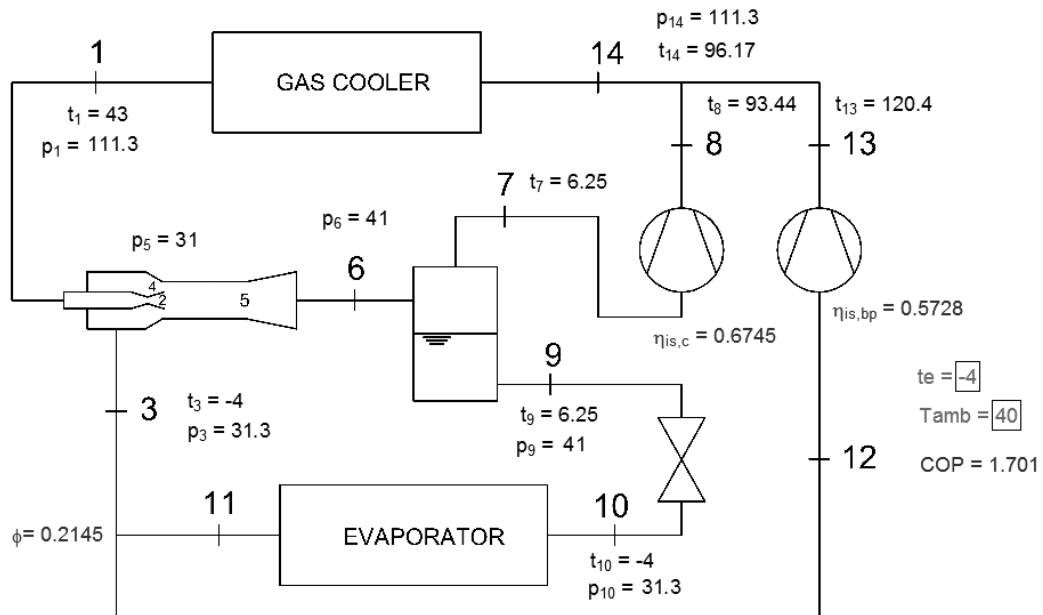 1
t₁ = 43
p₁ = 111.3
GAS COOLER
14
p₁₄ = 111.3
t₁₄ = 96.17
t₈ = 93.44
t₁₃ = 120.4
8
13
7
t₇ = 6.25
p₆ = 41
p₅ = 31
4
2
5
6
η is,c = 0.6745
η is,bp = 0.5728
9
t₉ = 6.25
p₉ = 41
3
t₃ = -4
p₃ = 31.3
te = -4
Tamb = 40
COP = 1.701
12
11
EVAPORATOR
10
t₁₀ = -4
p₁₀ = 31.3
ϕ= 0.2145